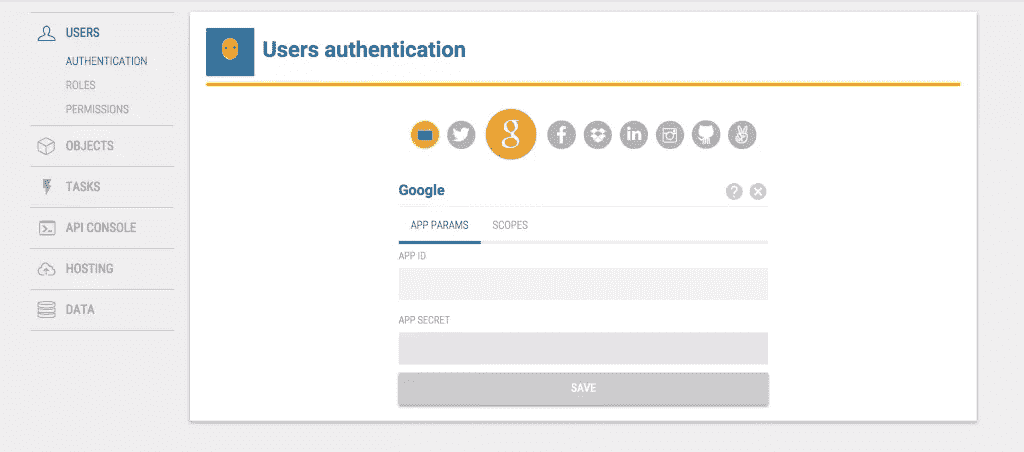 USERS
AUTHENTICATION
ROLES
PERMISSIONS
OBJECTS
TASKS
API CONSOLE
HOSTING
DATA
Users authentication
g
f
in
Google
?
APP PARAMS
SCOPES
APP ID
APP SECRET
SAVE